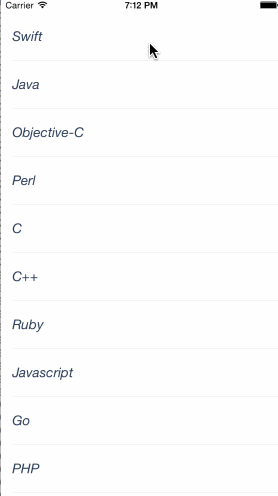 Carrier 7:12 PM
Swift
Java
Objective-C
Perl
C
C++
Ruby
Javascript
Go
PHP